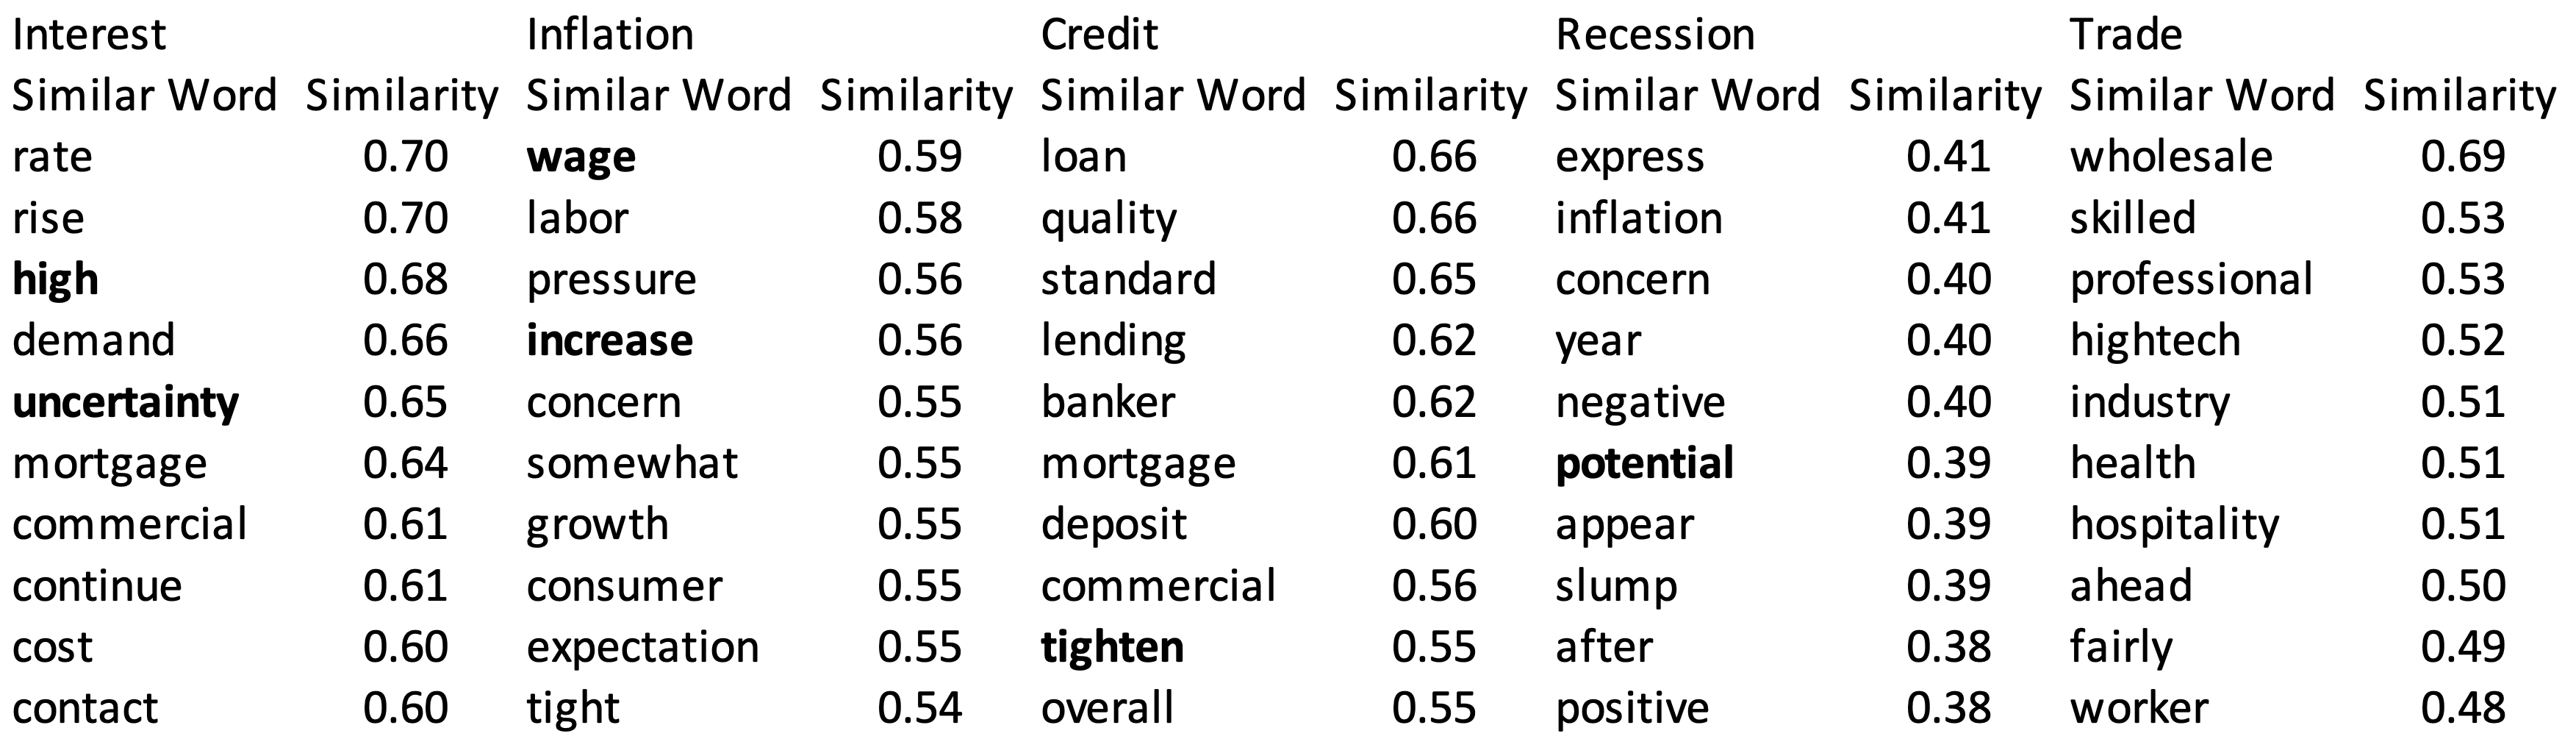 Interest Inflation Credit Recession Trade
Similar Word Similarity Similar Word Similarity Similar Word Similarity Similar Word Similarity Similar Word Similarity
rate 0.70 wage 0.59 loan 0.66 express 0.41 wholesale 0.69
rise 0.70 labor 0.58 quality 0.66 inflation 0.41 skilled 0.53
high 0.68 pressure 0.56 standard 0.65 concern 0.40 professional 0.53
demand 0.66 increase 0.56 lending 0.62 year 0.40 hightech 0.52
uncertainty 0.65 concern 0.55 banker 0.62 negative 0.40 industry 0.51
mortgage 0.64 somewhat 0.55 mortgage 0.61 potential 0.39 health 0.51
commercial 0.61 growth 0.55 deposit 0.60 appear 0.39 hospitality 0.51
continue 0.61 consumer 0.55 commercial 0.56 slump 0.39 ahead 0.50
cost 0.60 expectation 0.55 tighten 0.55 after 0.38 fairly 0.49
contact 0.60 tight 0.54 overall 0.55 positive 0.38 worker 0.48